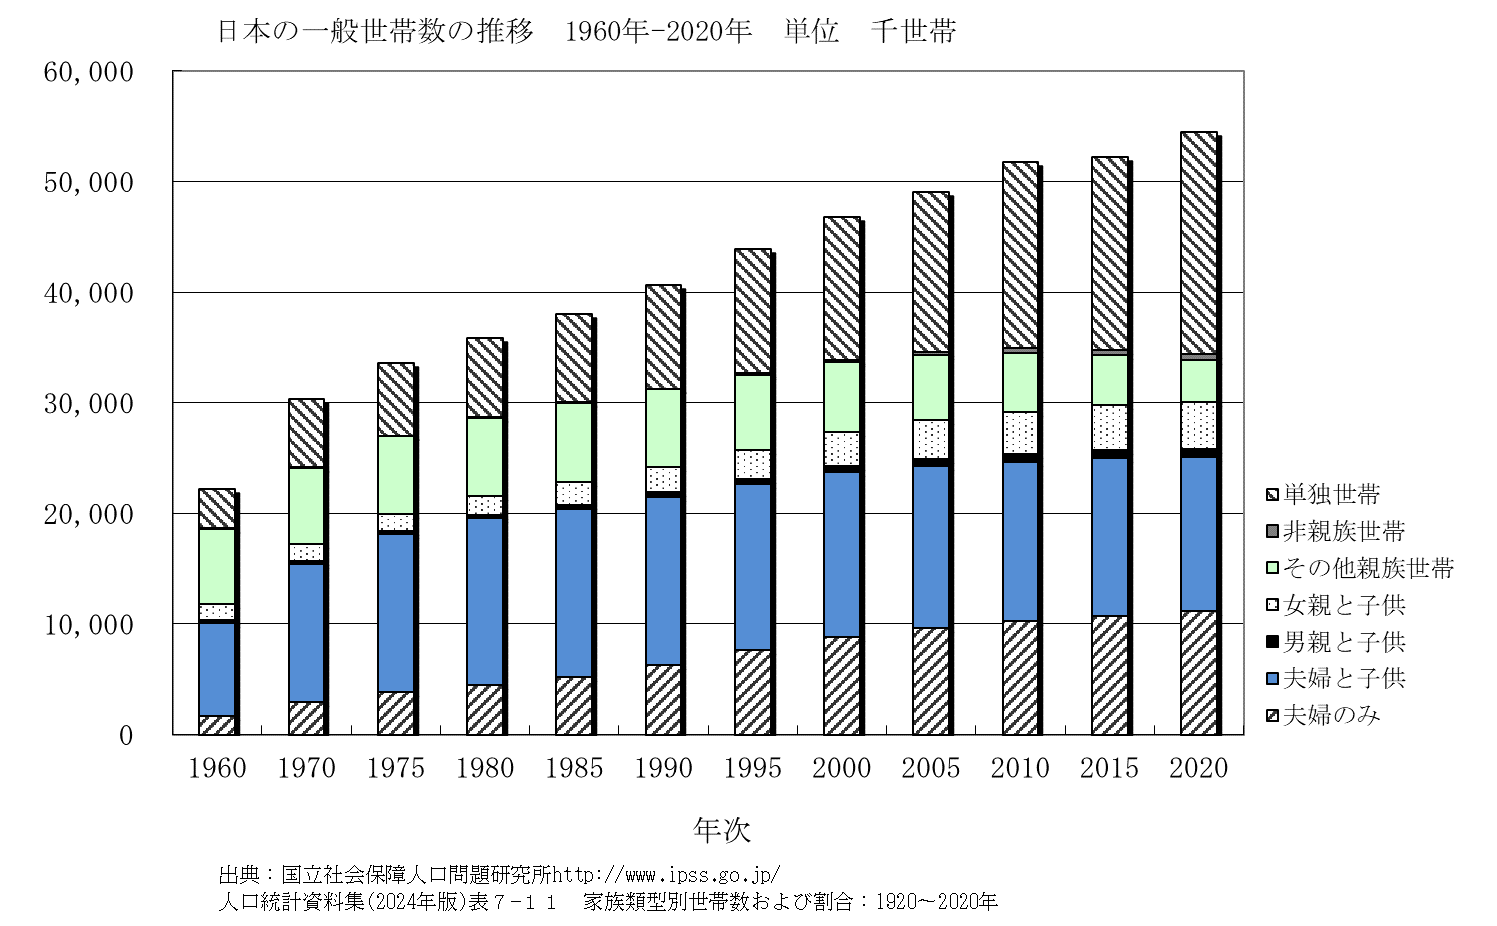 日本の一般世帯数の推移　1960年-2020年　単位　千世帯
60,000
50,000
40,000
30,000
20,000
10,000
0
1960 1970 1975 1980 1985 1990 1995 2000 2005 2010 2015 2020
年次
単独世帯
非親族世帯
その他親族世帯
女親と子供
男親と子供
夫婦と子供
夫婦のみ
出典：国立社会保障人口問題研究所http://www.ipss.go.jp/
人口統計資料集(2024年版)表７-１１　家族類型別世帯数および割合：1920～2020年